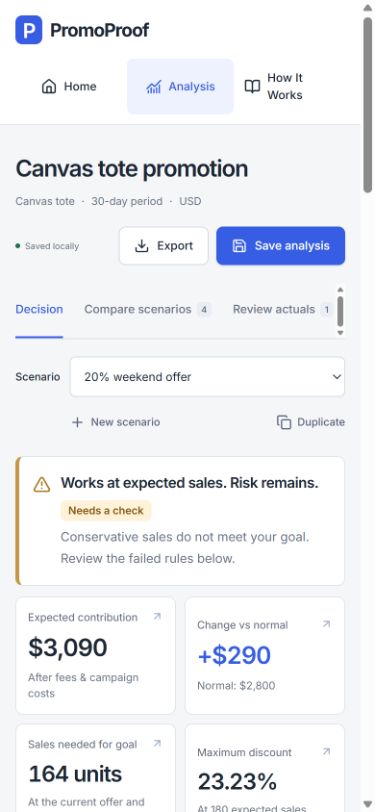 P PromoProof
Home
Analysis
How It
Works
Canvas tote promotion
Canvas tote · 30-day period · USD
Saved locally
Export
Save analysis
Decision
Compare scenarios 4
Review actuals 1
Scenario
20% weekend offer
New scenario
Duplicate
Works at expected sales. Risk remains.
Needs a check
Conservative sales do not meet your goal.
Review the failed rules below.
Expected contribution
$3,090
After fees & campaign
costs
Change vs normal
+$290
Normal: $2,800
Sales needed for goal
164 units
At the current offer and
Maximum discount
23.23%
At 180 expected sales